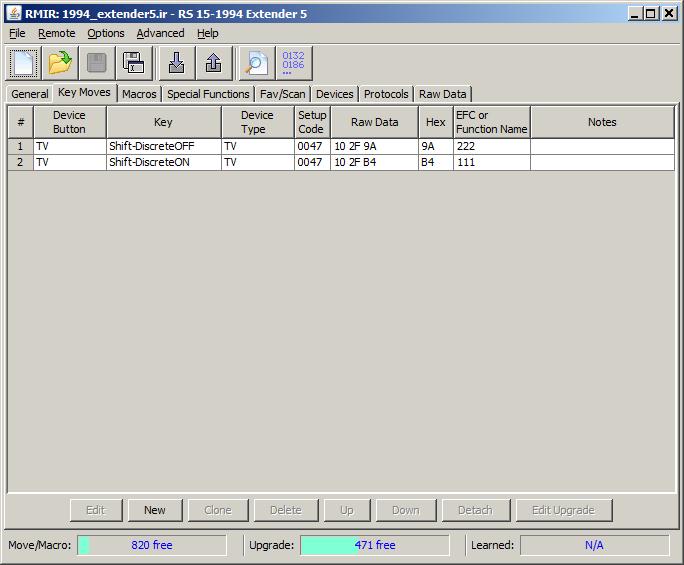 RMIR: 1994_extender5.ir - RS 15-1994 Extender 5
File Remote Options Advanced Help
0132
0186
...
General Key Moves Macros Special Functions Fav/Scan Devices Protocols Raw Data
# Device Button Key Device Type Setup Code Raw Data Hex EFC or Function Name Notes
1 TV Shift-DiscreteOFF TV 0047 10 2F 9A 9A 222
2 TV Shift-DiscreteON TV 0047 10 2F B4 B4 111
Edit New Clone Delete Up Down Detach Edit Upgrade
Move/Macro: 820 free Upgrade: 471 free Learned: N/A